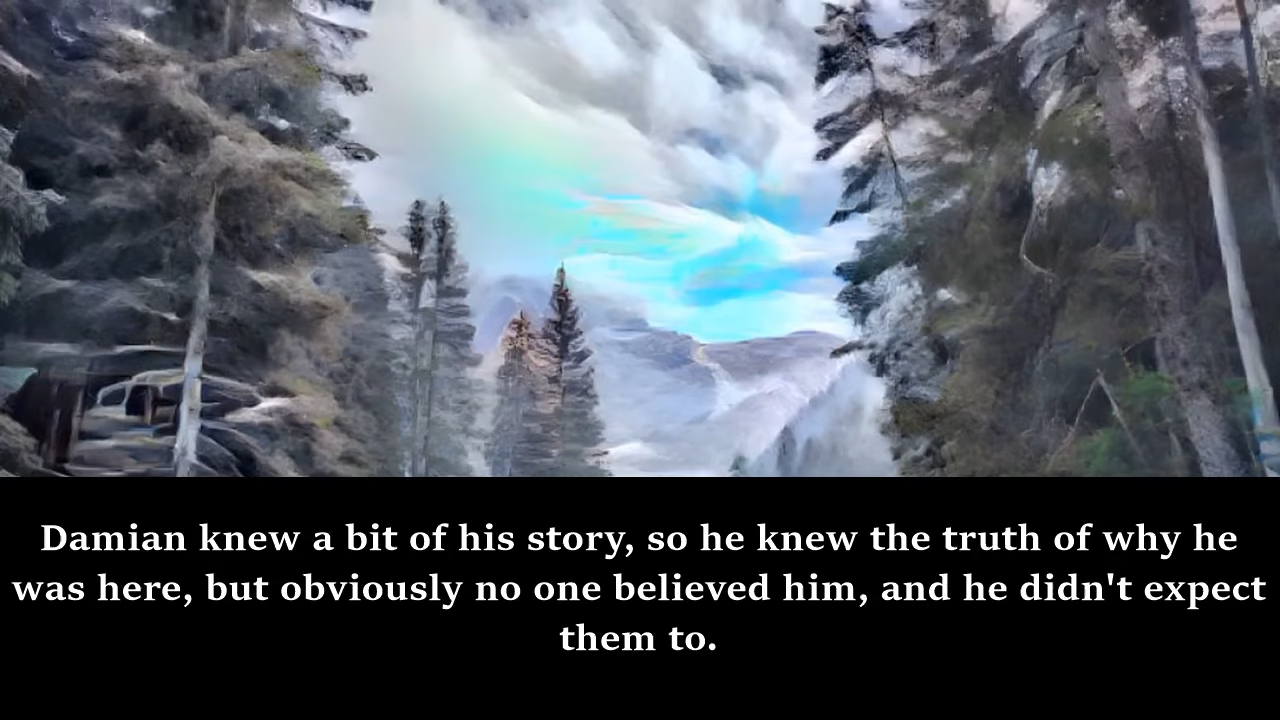 Damian knew a bit of his story, so he knew the truth of why he
was here, but obviously no one believed him, and he didn't expect
them to.